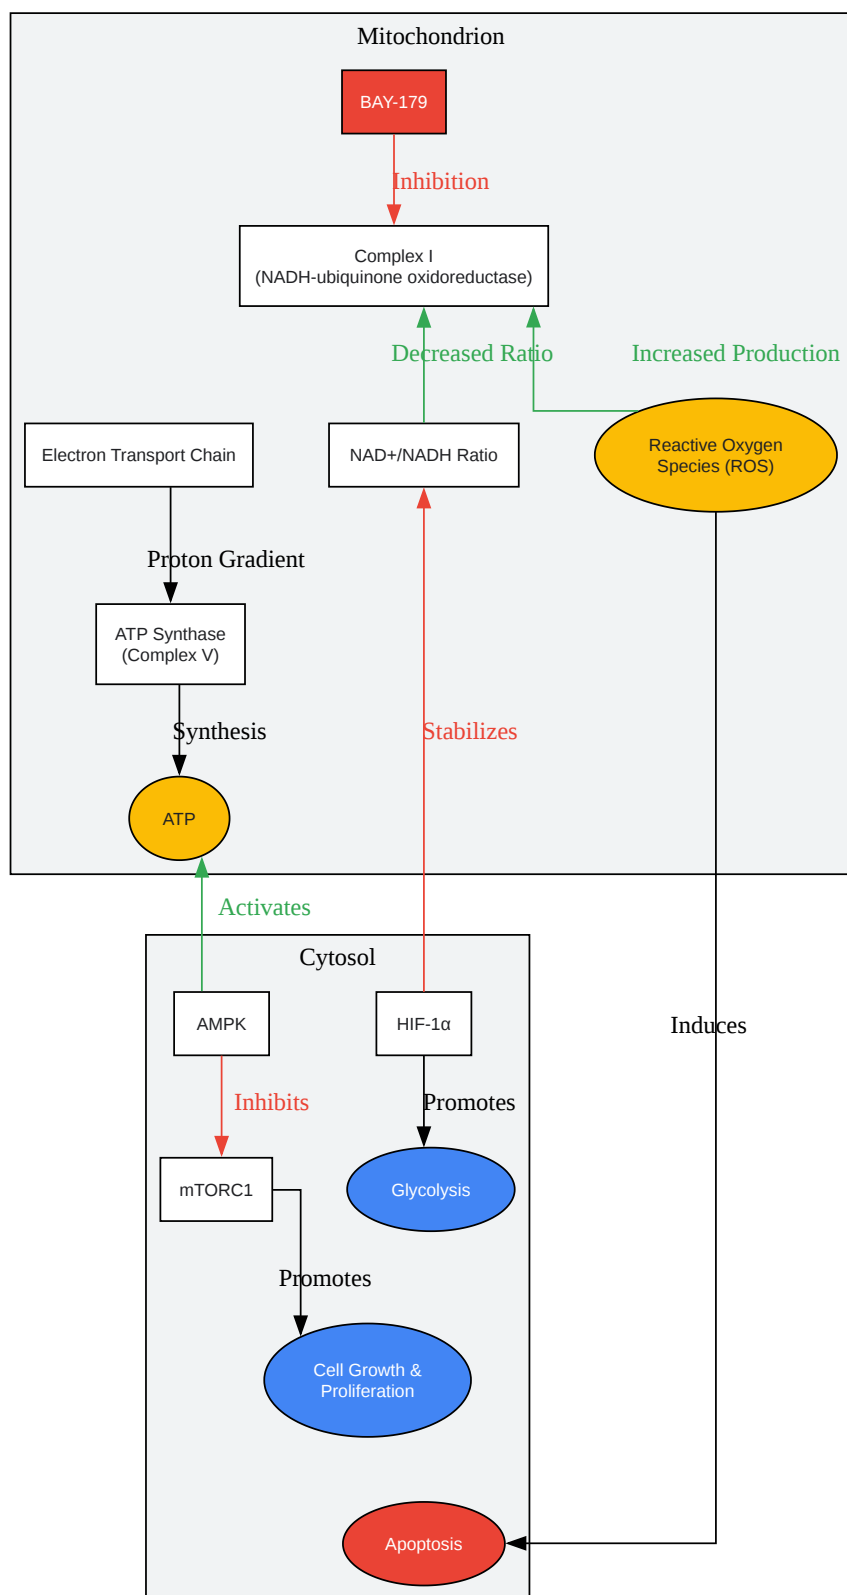 Mitochondrion
BAY-179
Inhibition
Complex I
(NADH-ubiquinone oxidoreductase)
Decreased Ratio
Increased Production
Electron Transport Chain
NAD+/NADH Ratio
Reactive Oxygen
Species (ROS)
Proton Gradient
ATP Synthase
(Complex V)
Synthesis
Stabilizes
ATP
Activates
Cytosol
AMPK
HIF-1α
Induces
Inhibits
Promotes
mTORC1
Glycolysis
Promotes
Cell Growth &
Proliferation
Apoptosis